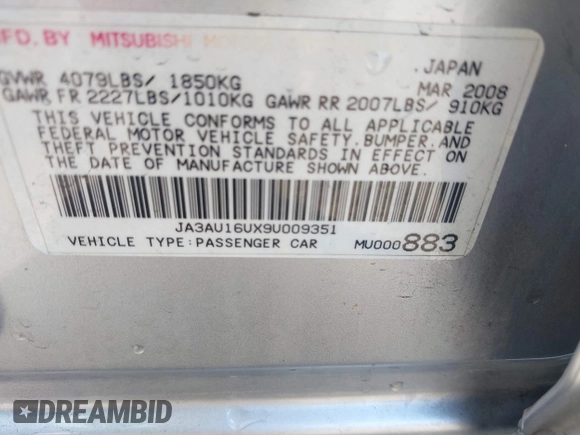 MFD. BY MITSUBISHI
JAPAN
GVWR 4079LBS/ 1850KG MAR 2008
GAWR FR 2227LBS/1010KG GAWR RR 2007LBS/ 910KG
THIS VEHICLE CONFORMS TO ALL APPLICABLE
FEDERAL MOTOR VEHICLE SAFETY.BUMPER.AND
THEFT PREVENTION STANDARDS IN EFFECT ON
THE DATE OF MANUFACTURE SHOWN ABOVE.
JA3AU16UX9U009351
VEHICLE TYPE:PASSENGER CAR MU000883
DREAMBID